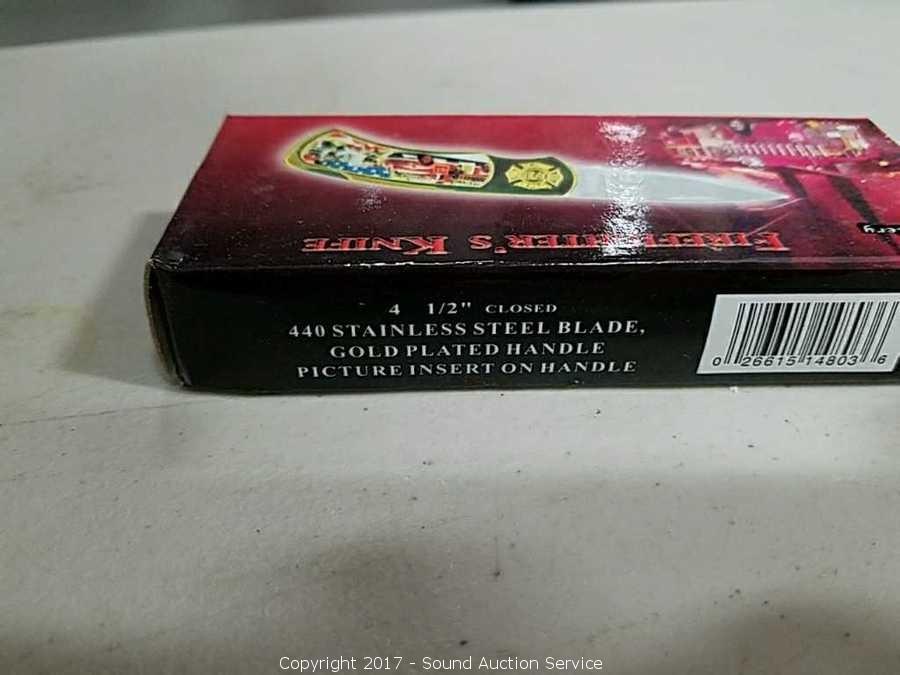 FIREFIGHTER'S KNIFE
4 1/2" CLOSED
440 STAINLESS STEEL BLADE,
GOLD PLATED HANDLE
PICTURE INSERT ON HANDLE
0 26615 14803 6
Copyright 2017 - Sound Auction Service